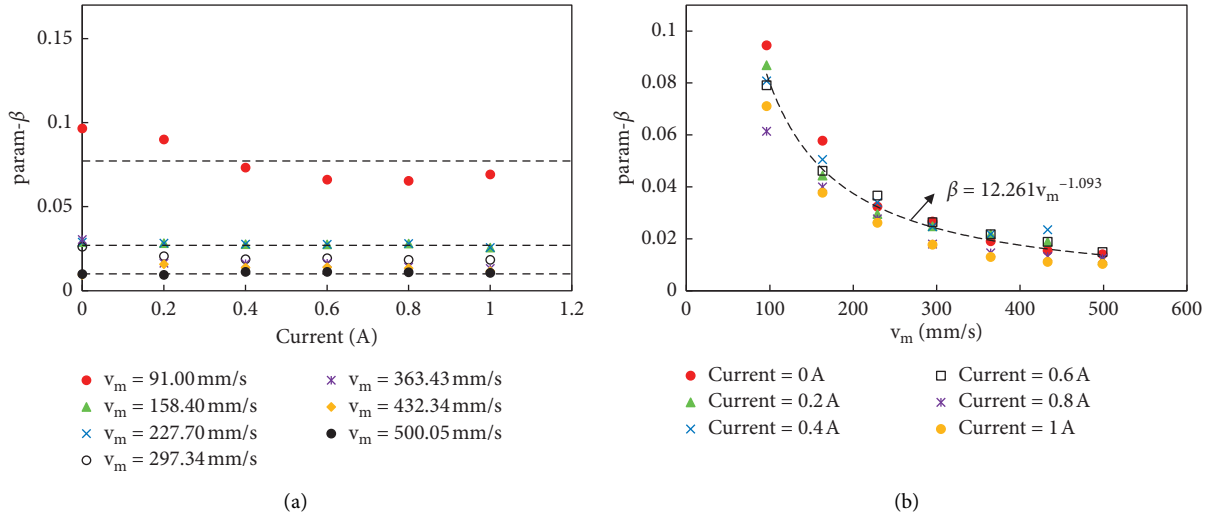 0.15
0.1
0.05
0
param-β
0 0.2 0.4 0.6 0.8 1 1.2
Current (A)
v_m = 91.00 mm/s
v_m = 158.40 mm/s
v_m = 227.70 mm/s
v_m = 297.34 mm/s
v_m = 363.43 mm/s
v_m = 432.34 mm/s
v_m = 500.05 mm/s
(a)
0.1
0.08
0.06
0.04
0.02
0
param-β
β = 12.261v_m^−1.093
0 100 200 300 400 500 600
v_m (mm/s)
Current = 0 A
Current = 0.2 A
Current = 0.4 A
Current = 0.6 A
Current = 0.8 A
Current = 1 A
(b)